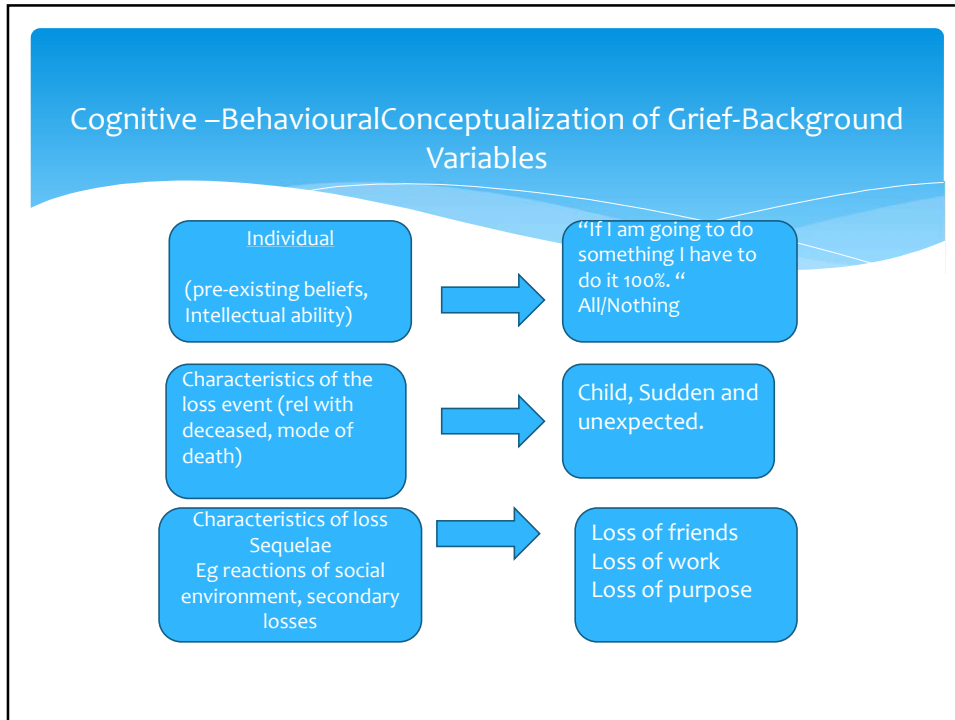 Cognitive –BehaviouralConceptualization of Grief-Background
Variables
Individual
(pre-existing beliefs,
Intellectual ability)
“If I am going to do
something I have to
do it 100%. “
All/Nothing
Characteristics of the
loss event (rel with
deceased, mode of
death)
Child, Sudden and
unexpected.
Characteristics of loss
Sequelae
Eg reactions of social
environment, secondary
losses
Loss of friends
Loss of work
Loss of purpose